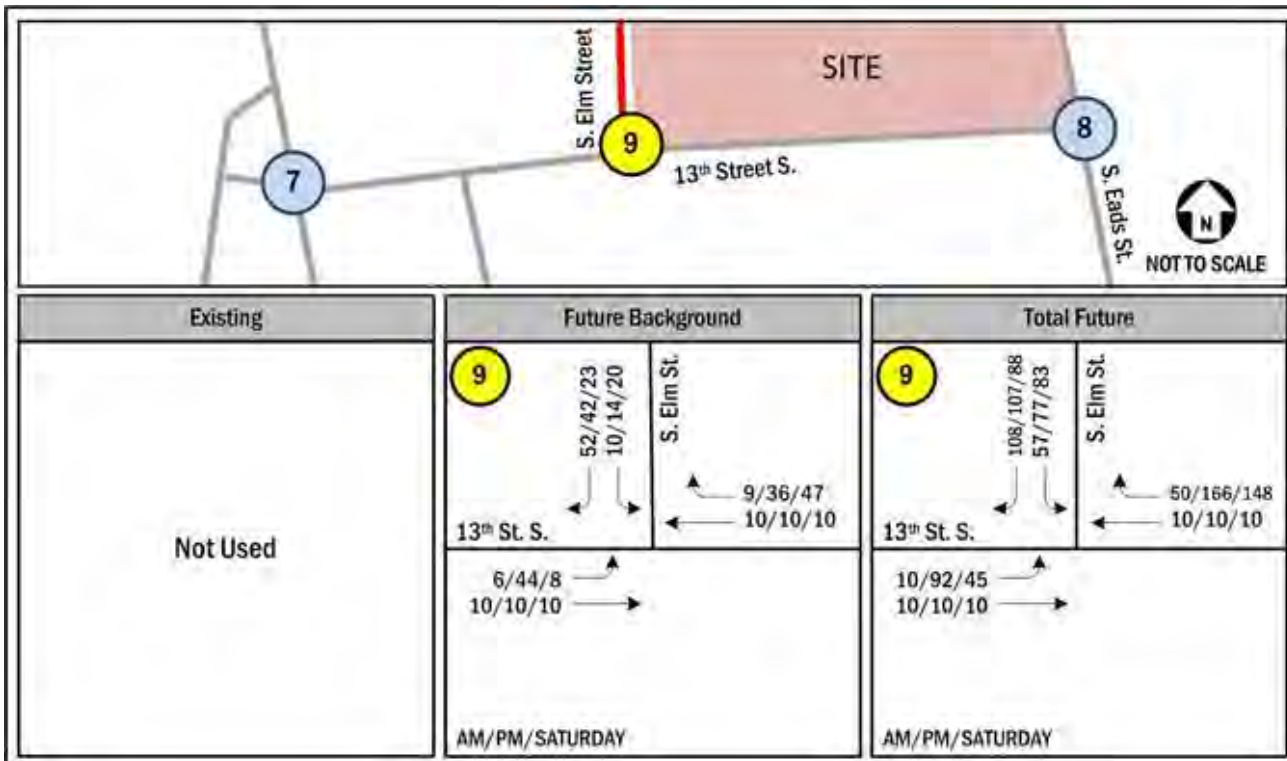 S. Elm Street
SITE
7
9
8
13th Street S.
S. Eads St.
N
NOT TO SCALE
Existing
Future Background
Total Future
Not Used
9
52/42/23
10/14/20
S. Elm St.
9/36/47
10/10/10
13th St. S.
6/44/8
10/10/10
AM/PM/SATURDAY
9
108/107/88
57/77/83
S. Elm St.
50/166/148
10/10/10
13th St. S.
10/92/45
10/10/10
AM/PM/SATURDAY